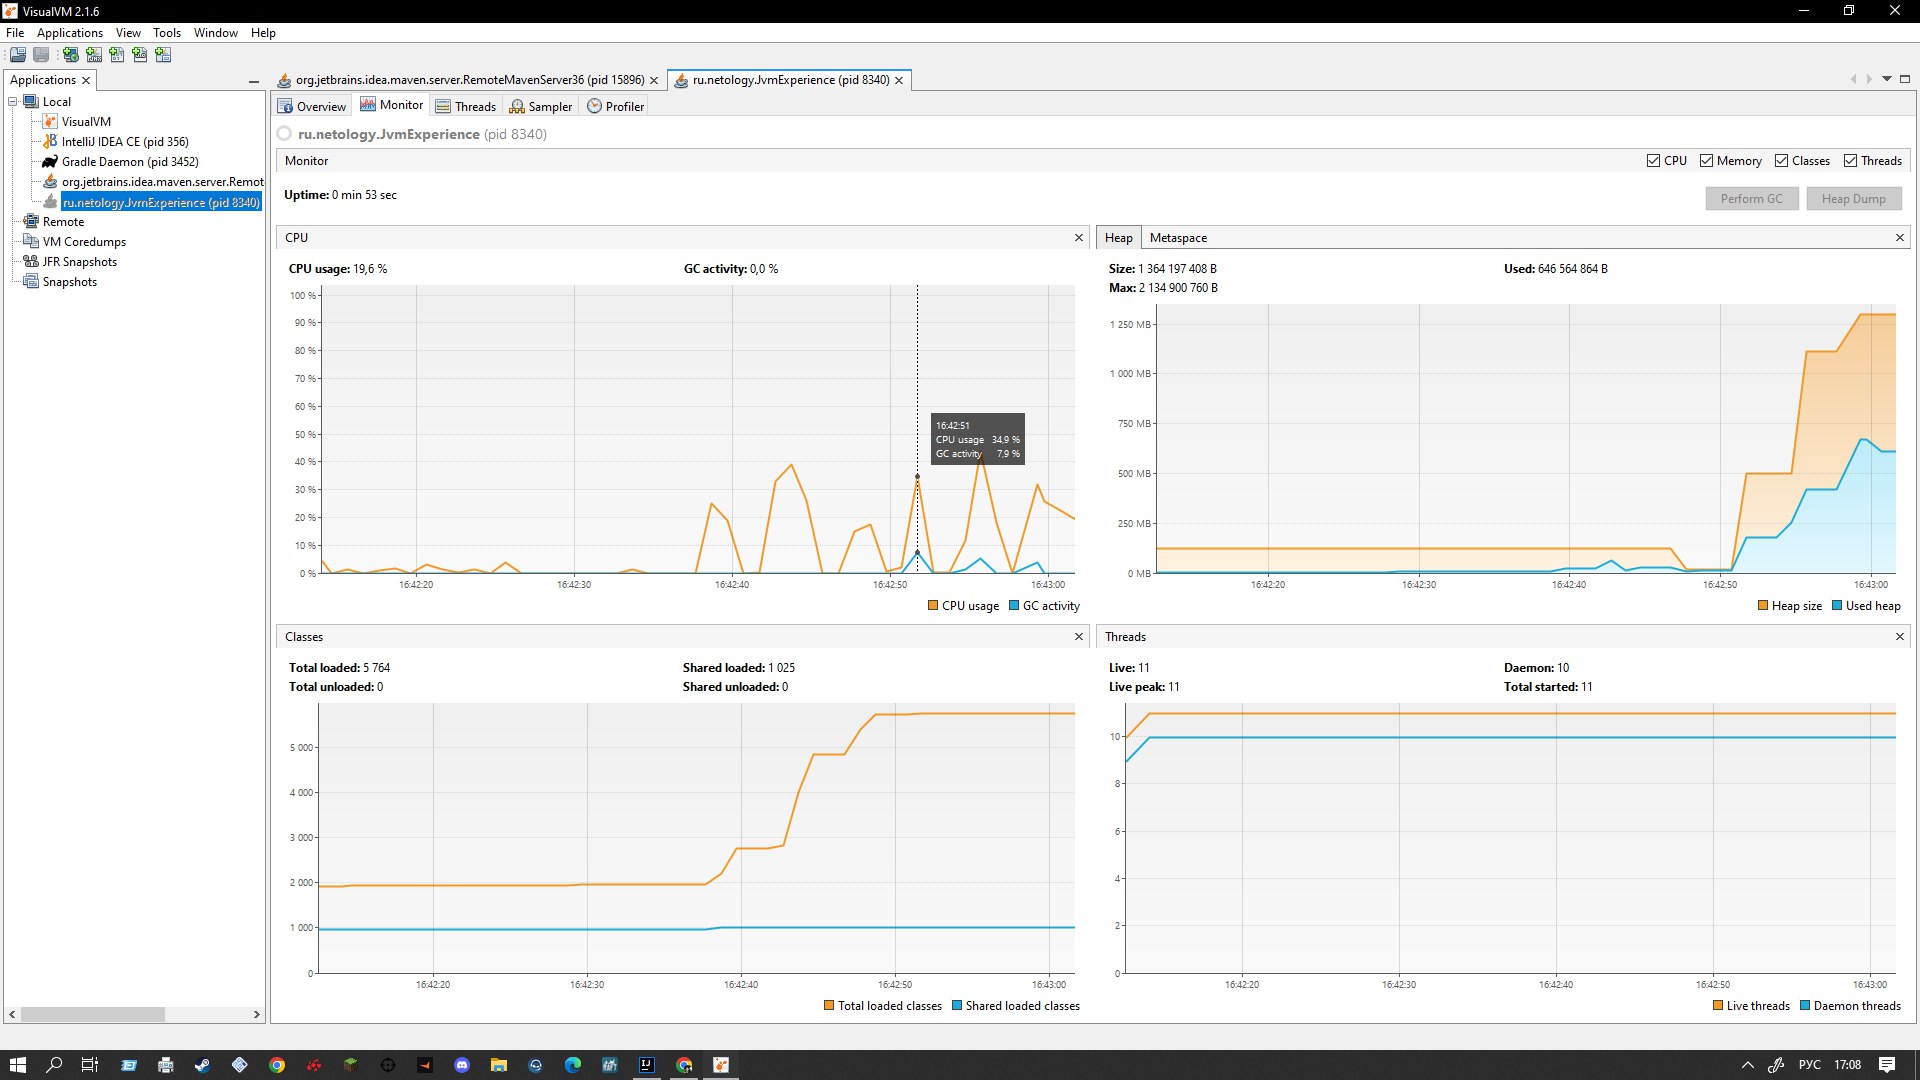 VisualVM 2.1.6
File Applications View Tools Window Help
Applications
Local
VisualVM
IntelliJ IDEA CE (pid 356)
Gradle Daemon (pid 3452)
org.jetbrains.idea.maven.server.Remot
ru.netology.JvmExperience (pid 8340)
Remote
VM Coredumps
JFR Snapshots
Snapshots
org.jetbrains.idea.maven.server.RemoteMavenServer36 (pid 15896)
ru.netology.JvmExperience (pid 8340)
Overview Monitor Threads Sampler Profiler
ru.netology.JvmExperience (pid 8340)
Monitor
CPU Memory Classes Threads
Uptime: 0 min 53 sec
Perform GC Heap Dump
CPU
CPU usage: 19,6 % GC activity: 0,0 %
100 %
90 %
80 %
70 %
60 %
50 %
40 %
30 %
20 %
10 %
0 %
16:42:51
CPU usage 34,9 %
GC activity 7,9 %
16:42:20 16:42:30 16:42:40 16:42:50 16:43:00
CPU usage GC activity
Heap Metaspace
Size: 1 364 197 408 B Used: 646 564 864 B
Max: 2 134 900 760 B
1 250 MB
1 000 MB
750 MB
500 MB
250 MB
0 MB
16:42:20 16:42:30 16:42:40 16:42:50 16:43:00
Heap size Used heap
Classes
Total loaded: 5 764 Shared loaded: 1 025
Total unloaded: 0 Shared unloaded: 0
5 000
4 000
3 000
2 000
1 000
0
16:42:20 16:42:30 16:42:40 16:42:50 16:43:00
Total loaded classes Shared loaded classes
Threads
Live: 11 Daemon: 10
Live peak: 11 Total started: 11
10
8
6
4
2
0
16:42:20 16:42:30 16:42:40 16:42:50 16:43:00
Live threads Daemon threads
РУС 17:08